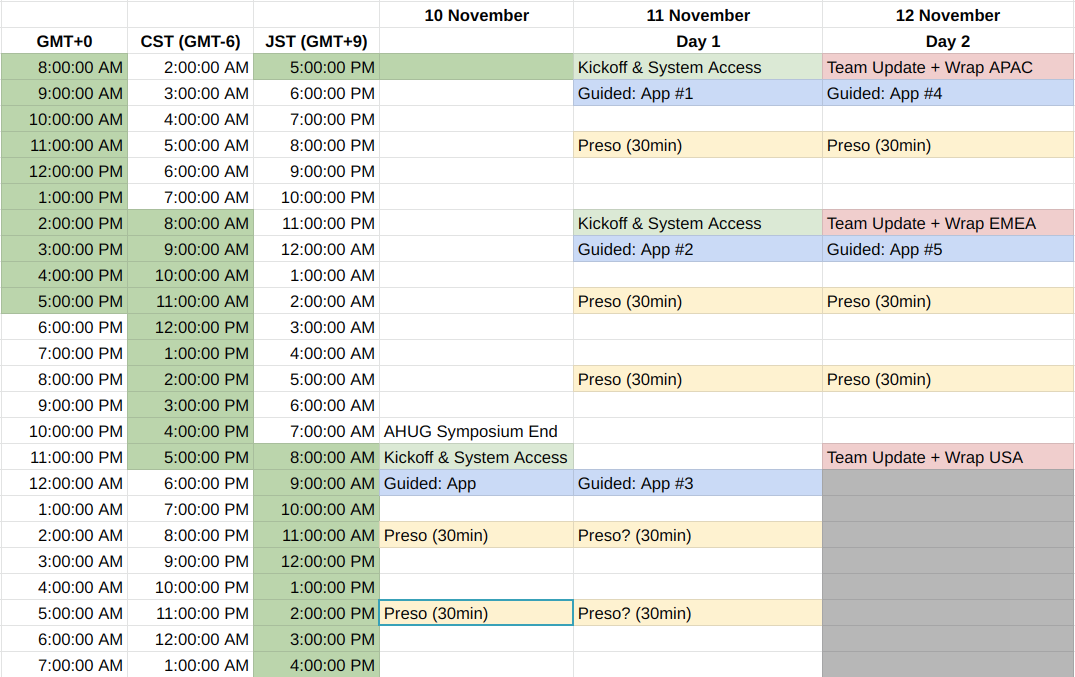 10 November 11 November 12 November
GMT+0 CST (GMT-6) JST (GMT+9) Day 1 Day 2
8:00:00 AM 2:00:00 AM 5:00:00 PM Kickoff & System Access Team Update + Wrap APAC
9:00:00 AM 3:00:00 AM 6:00:00 PM Guided: App #1 Guided: App #4
10:00:00 AM 4:00:00 AM 7:00:00 PM
11:00:00 AM 5:00:00 AM 8:00:00 PM Preso (30min) Preso (30min)
12:00:00 PM 6:00:00 AM 9:00:00 PM
1:00:00 PM 7:00:00 AM 10:00:00 PM
2:00:00 PM 8:00:00 AM 11:00:00 PM Kickoff & System Access Team Update + Wrap EMEA
3:00:00 PM 9:00:00 AM 12:00:00 AM Guided: App #2 Guided: App #5
4:00:00 PM 10:00:00 AM 1:00:00 AM
5:00:00 PM 11:00:00 AM 2:00:00 AM Preso (30min) Preso (30min)
6:00:00 PM 12:00:00 PM 3:00:00 AM
7:00:00 PM 1:00:00 PM 4:00:00 AM
8:00:00 PM 2:00:00 PM 5:00:00 AM Preso (30min) Preso (30min)
9:00:00 PM 3:00:00 PM 6:00:00 AM
10:00:00 PM 4:00:00 PM 7:00:00 AM AHUG Symposium End
11:00:00 PM 5:00:00 PM 8:00:00 AM Kickoff & System Access Team Update + Wrap USA
12:00:00 AM 6:00:00 PM 9:00:00 AM Guided: App Guided: App #3
1:00:00 AM 7:00:00 PM 10:00:00 AM
2:00:00 AM 8:00:00 PM 11:00:00 AM Preso (30min) Preso? (30min)
3:00:00 AM 9:00:00 PM 12:00:00 PM
4:00:00 AM 10:00:00 PM 1:00:00 PM
5:00:00 AM 11:00:00 PM 2:00:00 PM Preso (30min) Preso? (30min)
6:00:00 AM 12:00:00 AM 3:00:00 PM
7:00:00 AM 1:00:00 AM 4:00:00 PM